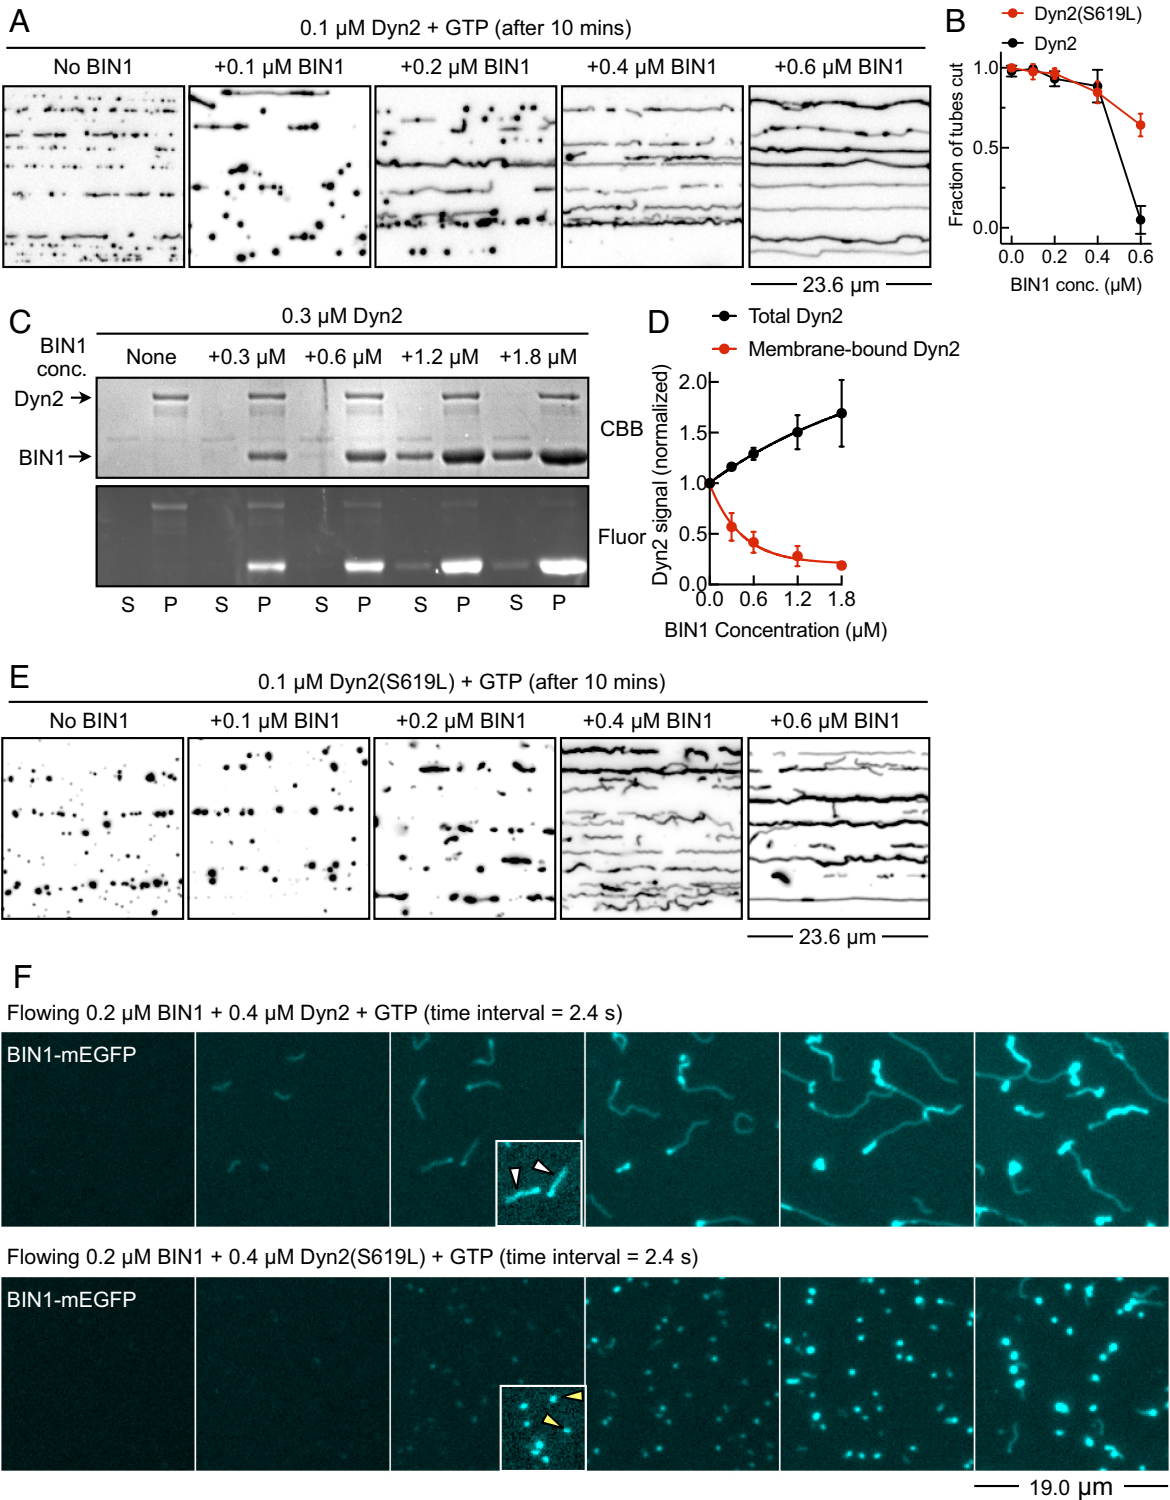 A
0.1 µM Dyn2 + GTP (after 10 mins)
No BIN1
+0.1 µM BIN1
+0.2 µM BIN1
+0.4 µM BIN1
+0.6 µM BIN1
23.6 µm
B
Dyn2(S619L)
Dyn2
Fraction of tubes cut
1.0
0.5
0.0
0.0 0.2 0.4 0.6
BIN1 conc. (µM)
C
0.3 µM Dyn2
BIN1 conc.
None
+0.3 µM
+0.6 µM
+1.2 µM
+1.8 µM
Dyn2
BIN1
CBB
Fluor
S P S P S P S P S P
D
Total Dyn2
Membrane-bound Dyn2
Dyn2 signal (normalized)
2.0
1.5
1.0
0.5
0.0
0.0 0.6 1.2 1.8
BIN1 Concentration (µM)
E
0.1 µM Dyn2(S619L) + GTP (after 10 mins)
No BIN1
+0.1 µM BIN1
+0.2 µM BIN1
+0.4 µM BIN1
+0.6 µM BIN1
23.6 µm
F
Flowing 0.2 µM BIN1 + 0.4 µM Dyn2 + GTP (time interval = 2.4 s)
BIN1-mEGFP
Flowing 0.2 µM BIN1 + 0.4 µM Dyn2(S619L) + GTP (time interval = 2.4 s)
BIN1-mEGFP
19.0 µm